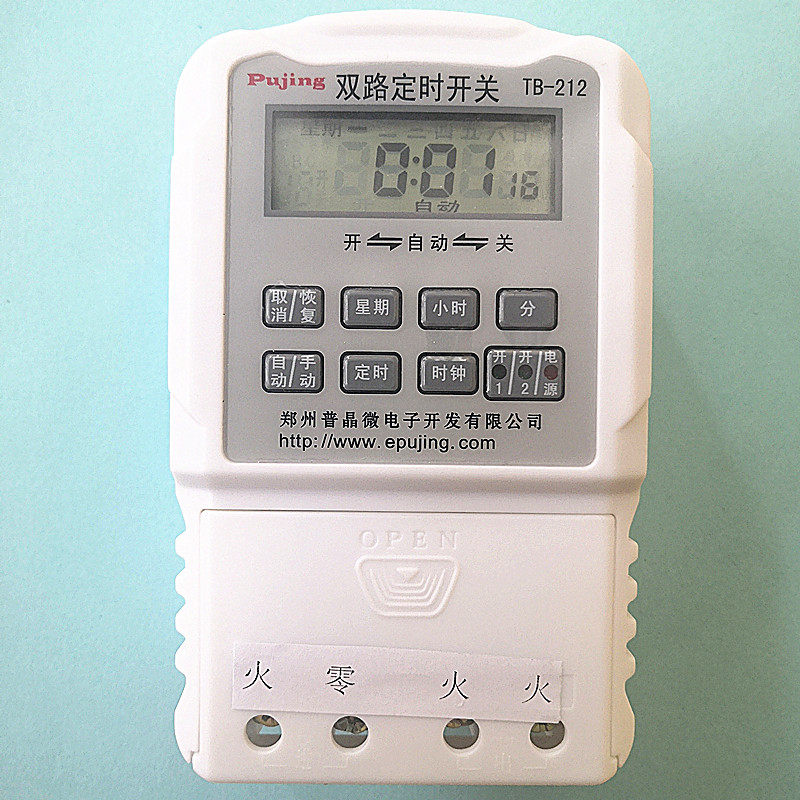 Pujing 双路定时开关 TB-212
星期一二三四五六日
8:01 16
开 自动
开⇌自动⇌关
取消/恢复 星期 小时 分
自动/手动 定时 时钟 开1/开2/电源
郑州普晶微电子开发有限公司
http://www.epujing.com
OPEN
火 零 火 火